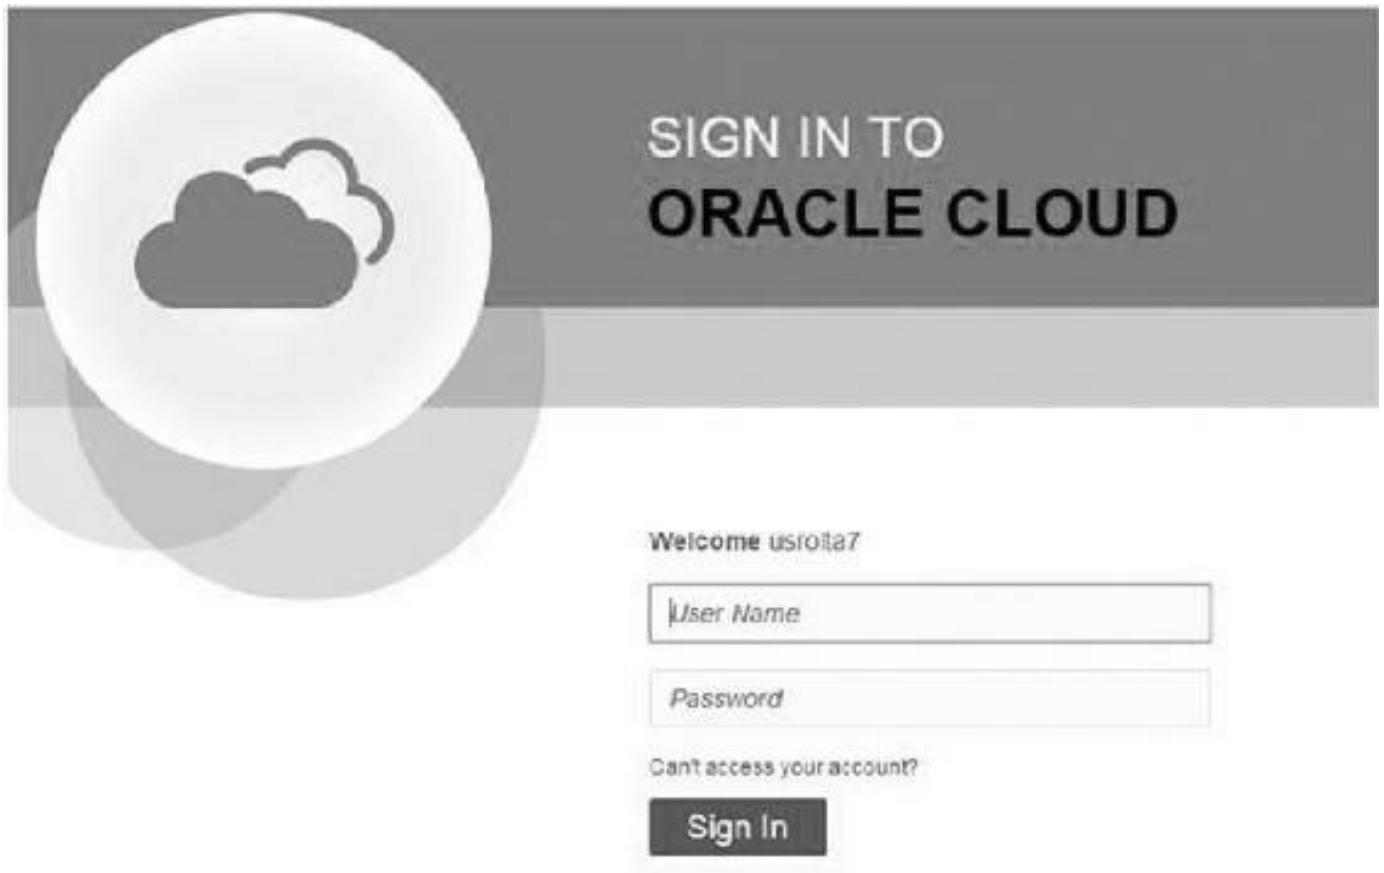 SIGN IN TO
ORACLE CLOUD
Welcome usrolta7
User Name
Password
Can't access your account?
Sign In